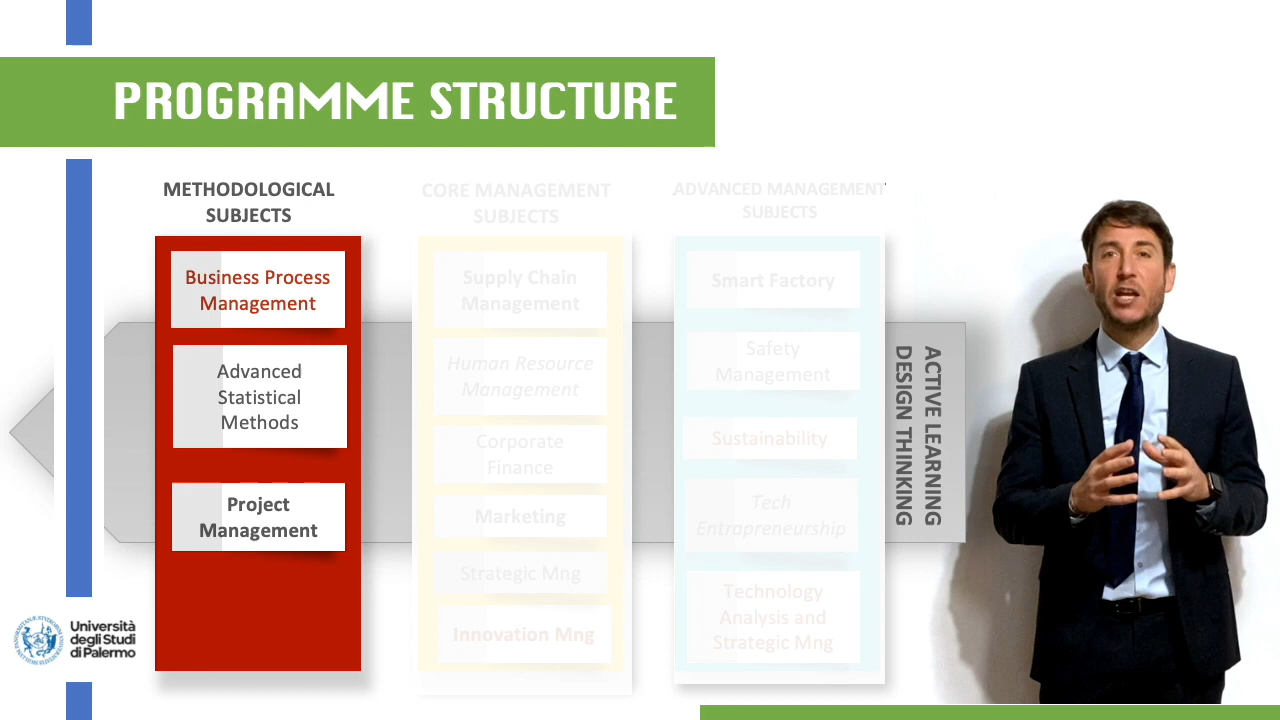 PROGRAMME STRUCTURE
METHODOLOGICAL
SUBJECTS
Business Process
Management
Advanced
Statistical
Methods
Project
Management
CORE MANAGEMENT
SUBJECTS
Supply Chain
Management
Human Resource
Management
Corporate
Finance
Marketing
Strategic Mng
Innovation Mng
ADVANCED MANAGEMENT
SUBJECTS
Smart Factory
Safety
Management
Sustainability
Tech
Entrapreneurship
Technology
Analysis and
Strategic Mng
ACTIVE LEARNING
DESIGN THINKING
Università
degli Studi
di Palermo